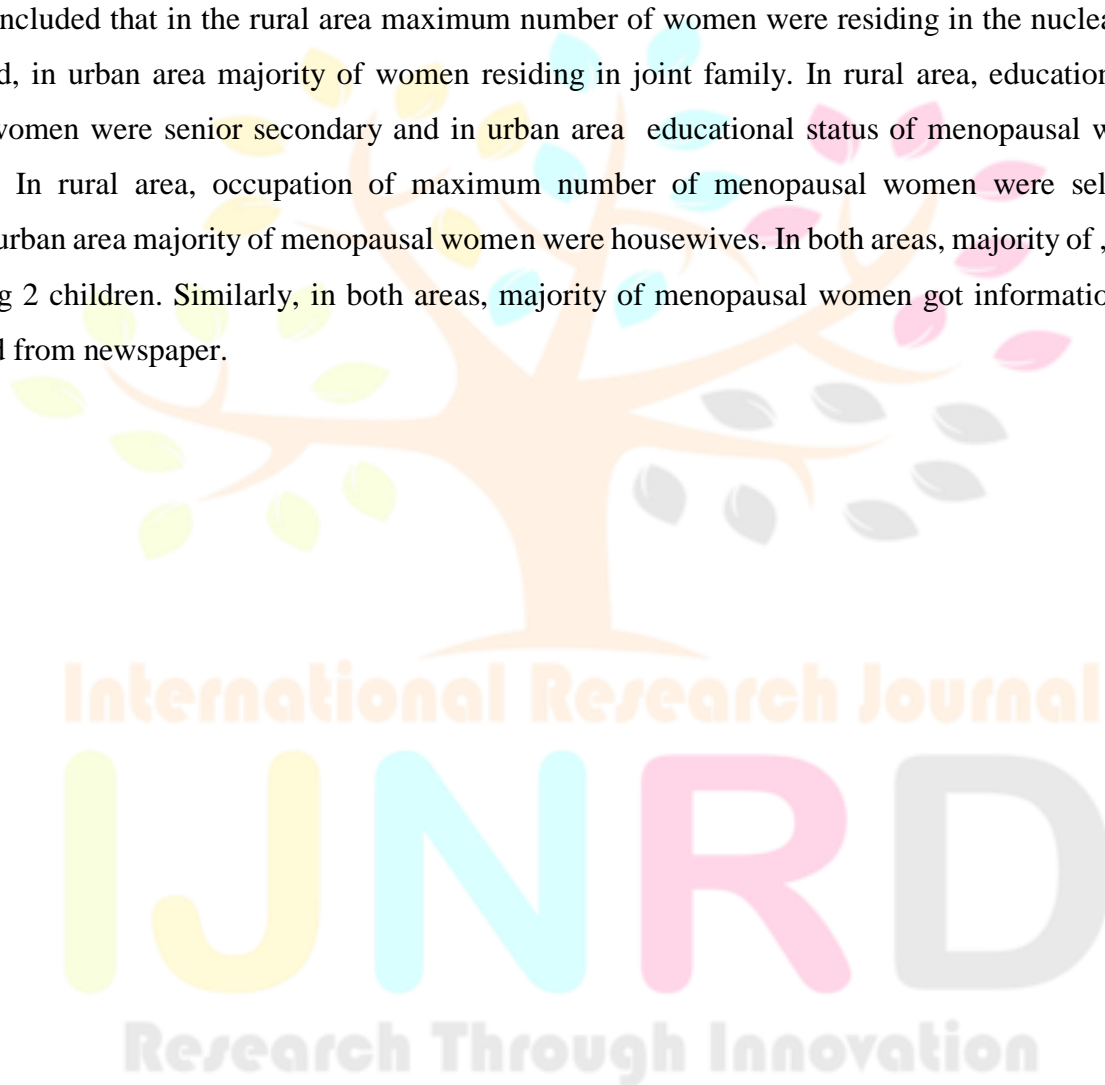 ncluded that in the rural area maximum number of women were residing in the nuclea
d, in urban area majority of women residing in joint family. In rural area, education
women were senior secondary and in urban area educational status of menopausal w
In rural area, occupation of maximum number of menopausal women were sel
urban area majority of menopausal women were housewives. In both areas, majority of ,
g 2 children. Similarly, in both areas, majority of menopausal women got informatio
d from newspaper.
International Research Journal
IJNRD
Research Through Innovation